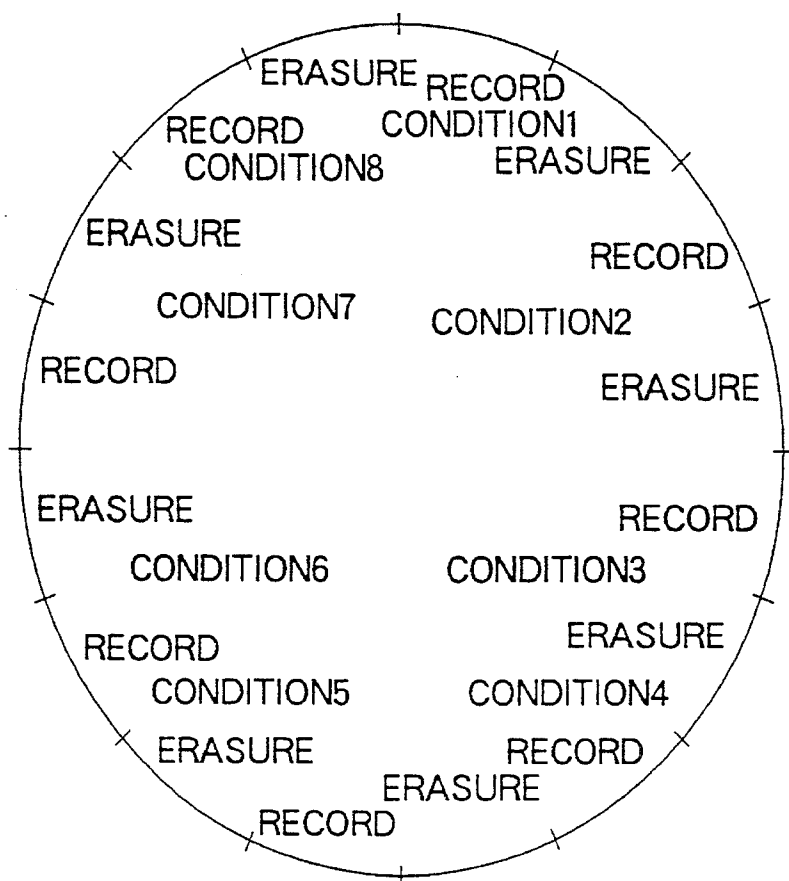 ERASURE
RECORD
CONDITION1
RECORD
CONDITION8
ERASURE
ERASURE
RECORD
CONDITION7
CONDITION2
RECORD
ERASURE
ERASURE
RECORD
CONDITION6
CONDITION3
ERASURE
RECORD
CONDITION5
CONDITION4
ERASURE
RECORD
ERASURE
RECORD